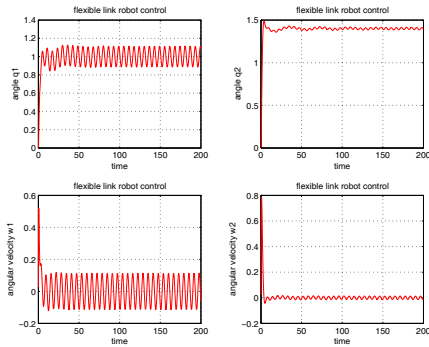 flexible link robot control
1.4
1.2
1
0.8
0.6
0.4
0.2
0
angle q1
0 50 100 150 200
time
flexible link robot control
1.5
1
0.5
0
angle q2
0 50 100 150 200
time
flexible link robot control
0.6
0.4
0.2
0
−0.2
angular velocity w1
0 50 100 150 200
time
flexible link robot control
0.8
0.6
0.4
0.2
0
−0.2
angular velocity w2
0 50 100 150 200
time